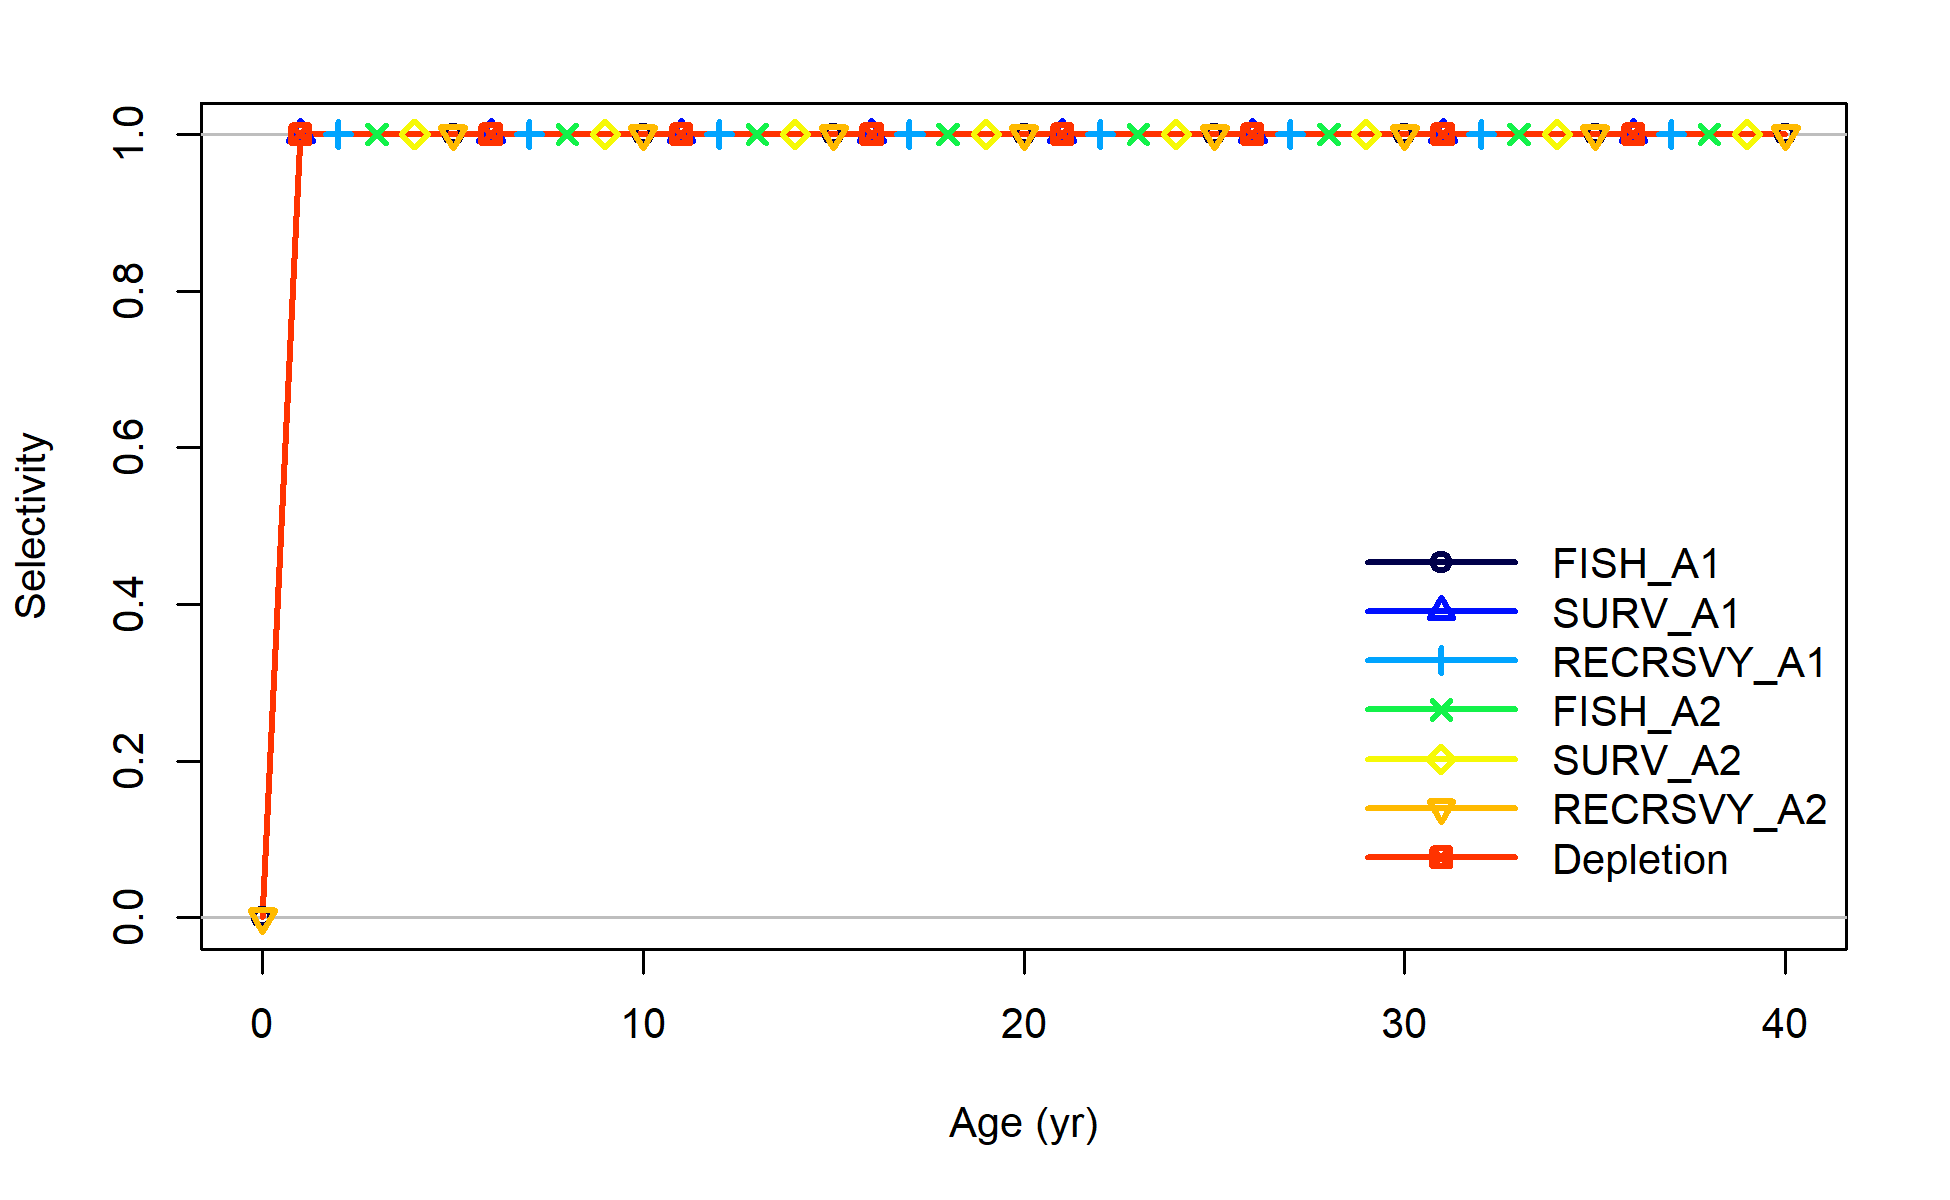 Selectivity
1.0
0.8
0.6
0.4
0.2
0.0
FISH_A1
SURV_A1
RECRSVY_A1
FISH_A2
SURV_A2
RECRSVY_A2
Depletion
0 10 20 30 40
Age (yr)